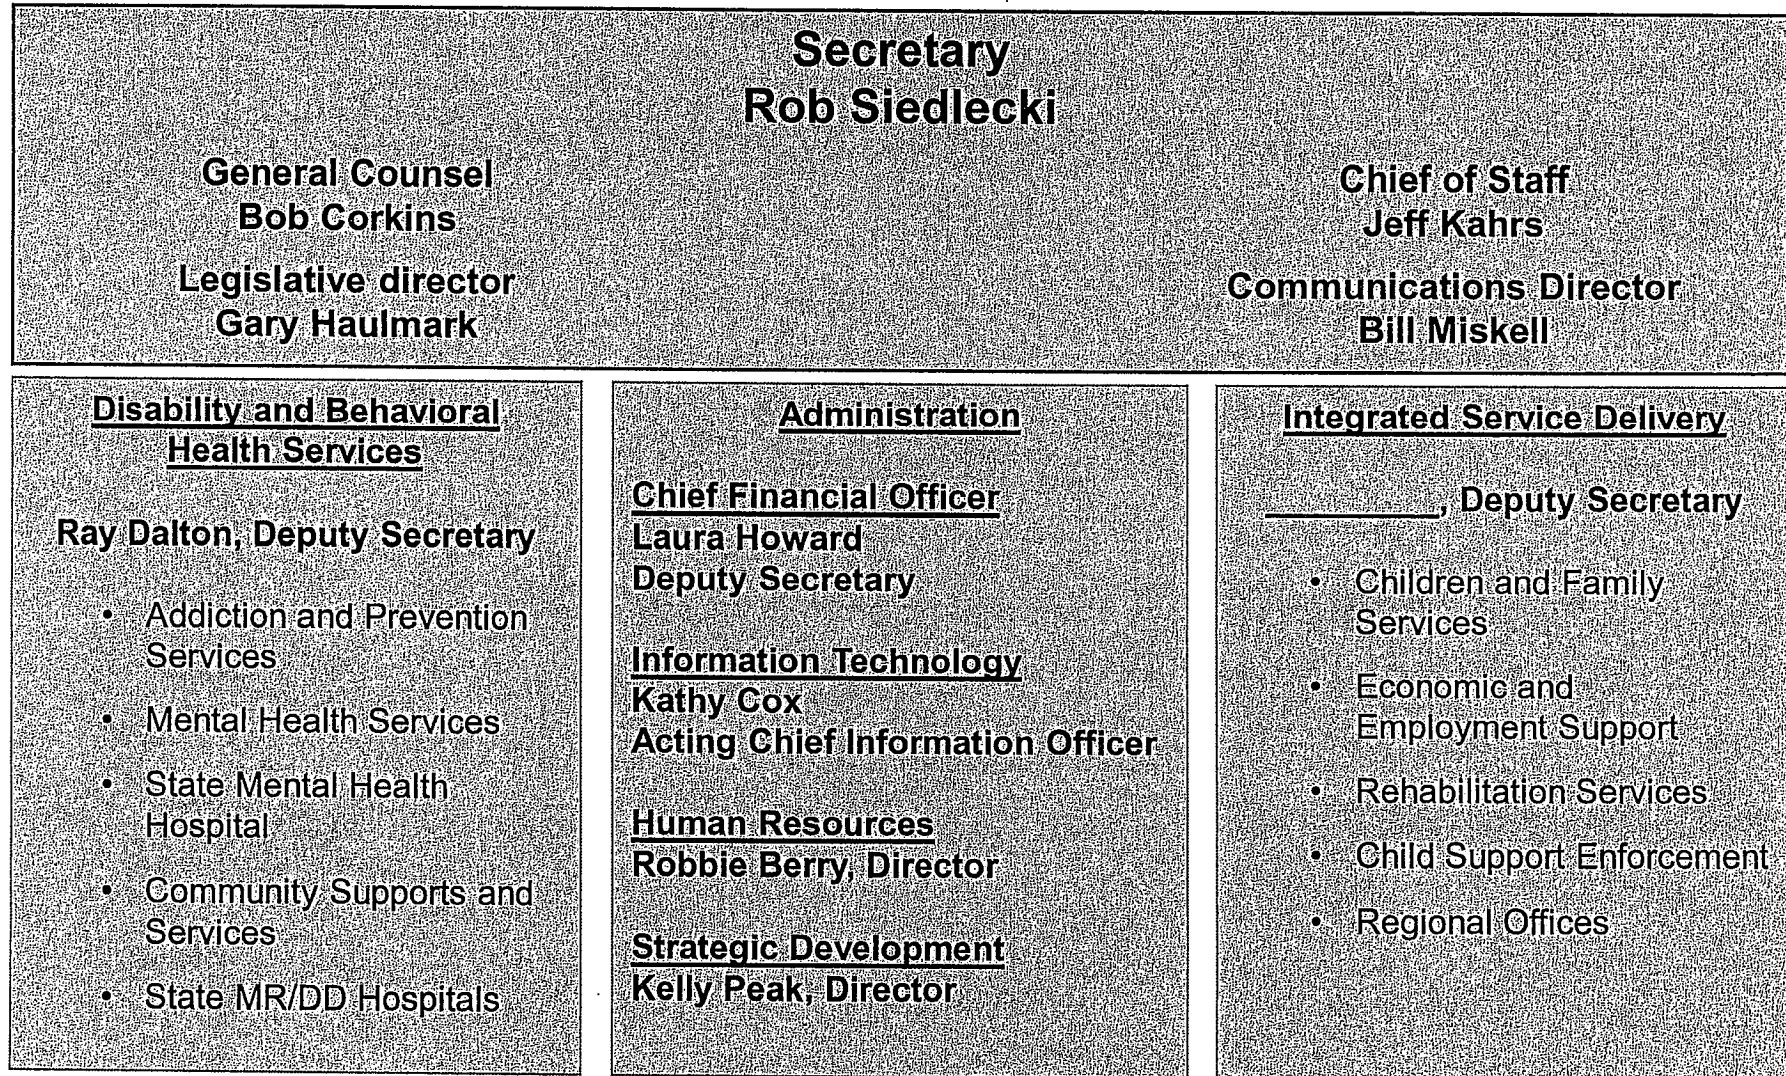 Secretary
Rob Siedlecki
General Counsel
Bob Corkins
Legislative director
Gary Haulmark
Chief of Staff
Jeff Kahrs
Communications Director
Bill Miskell
Disability and Behavioral
Health Services
Ray Dalton, Deputy Secretary
• Addiction and Prevention
Services
• Mental Health Services
• State Mental Health
Hospital
• Community Supports and
Services
• State MR/DD Hospitals
Administration
Chief Financial Officer
Laura Howard
Deputy Secretary
Information Technology
Kathy Cox
Acting Chief Information Officer
Human Resources
Robbie Berry, Director
Strategic Development
Kelly Peak, Director
Integrated Service Delivery
__________, Deputy Secretary
• Children and Family
Services
• Economic and
Employment Support
• Rehabilitation Services
• Child Support Enforcement
• Regional Offices